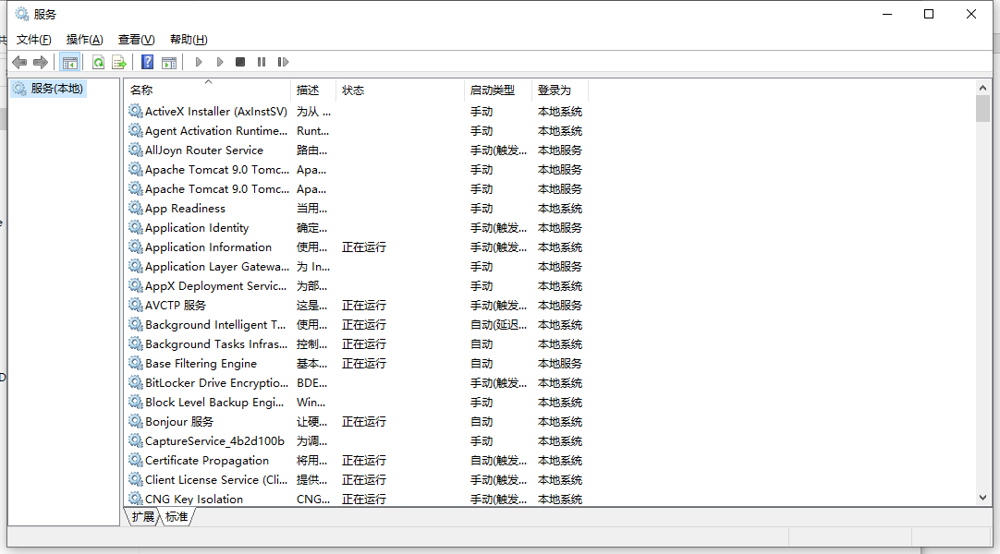 服务
文件(F) 操作(A) 查看(V) 帮助(H)
服务(本地)
名称 描述 状态 启动类型 登录为
ActiveX Installer (AxInstSV) 为从 ... 手动 本地系统
Agent Activation Runtime... Runt... 手动 本地系统
AllJoyn Router Service 路由... 手动(触发... 本地服务
Apache Tomcat 9.0 Tomc... Apa... 手动 本地服务
Apache Tomcat 9.0 Tomc... Apa... 手动 本地服务
App Readiness 当用... 手动 本地系统
Application Identity 确定... 手动(触发... 本地服务
Application Information 使用... 正在运行 手动(触发... 本地系统
Application Layer Gatewa... 为 In... 手动 本地服务
AppX Deployment Servic... 为部... 手动 本地系统
AVCTP 服务 这是... 正在运行 手动(触发... 本地服务
Background Intelligent T... 使用... 正在运行 自动(延迟... 本地系统
Background Tasks Infras... 控制... 正在运行 自动 本地系统
Base Filtering Engine 基本... 正在运行 自动 本地服务
BitLocker Drive Encryptio... BDE... 手动(触发... 本地系统
Block Level Backup Engi... Win... 手动 本地系统
Bonjour 服务 让硬... 正在运行 自动 本地系统
CaptureService_4b2d100b 为调... 手动 本地系统
Certificate Propagation 将用... 正在运行 自动(触发... 本地系统
Client License Service (Cli... 提供... 正在运行 手动(触发... 本地系统
CNG Key Isolation CNG... 正在运行 手动(触发... 本地系统
扩展 标准